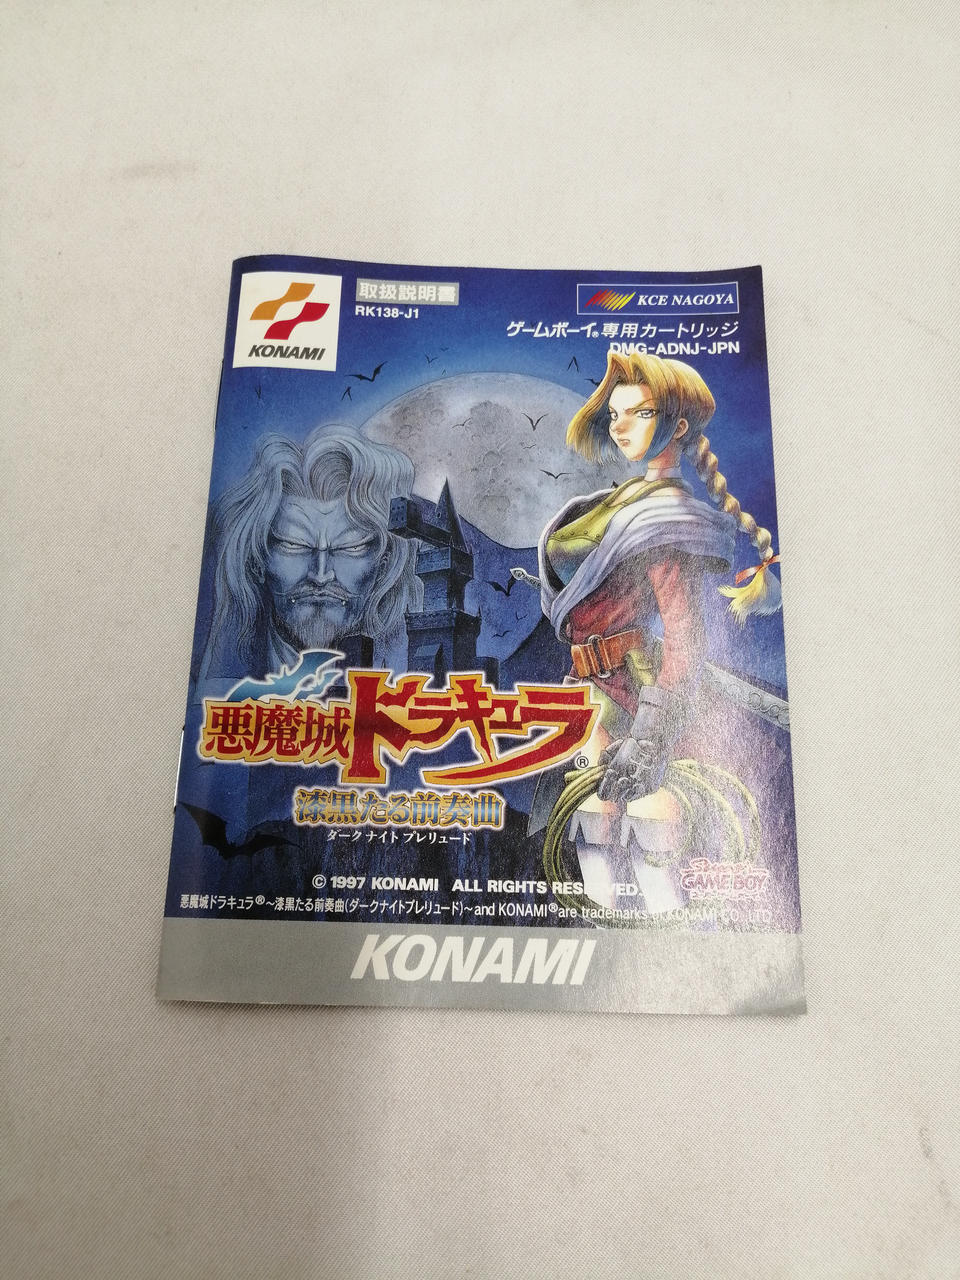 KONAMI
取扱説明書
RK138-J1
KCE NAGOYA
ゲームボーイ®専用カートリッジ
DMG-ADNJ-JPN
悪魔城ドラキュラ®
漆黒たる前奏曲
ダークナイトプレリュード
GAME BOY
© 1997 KONAMI ALL RIGHTS RESERVED.
悪魔城ドラキュラ®～漆黒たる前奏曲(ダークナイトプレリュード)～and KONAMI®are trademarks of KONAMI CO., LTD.
KONAMI